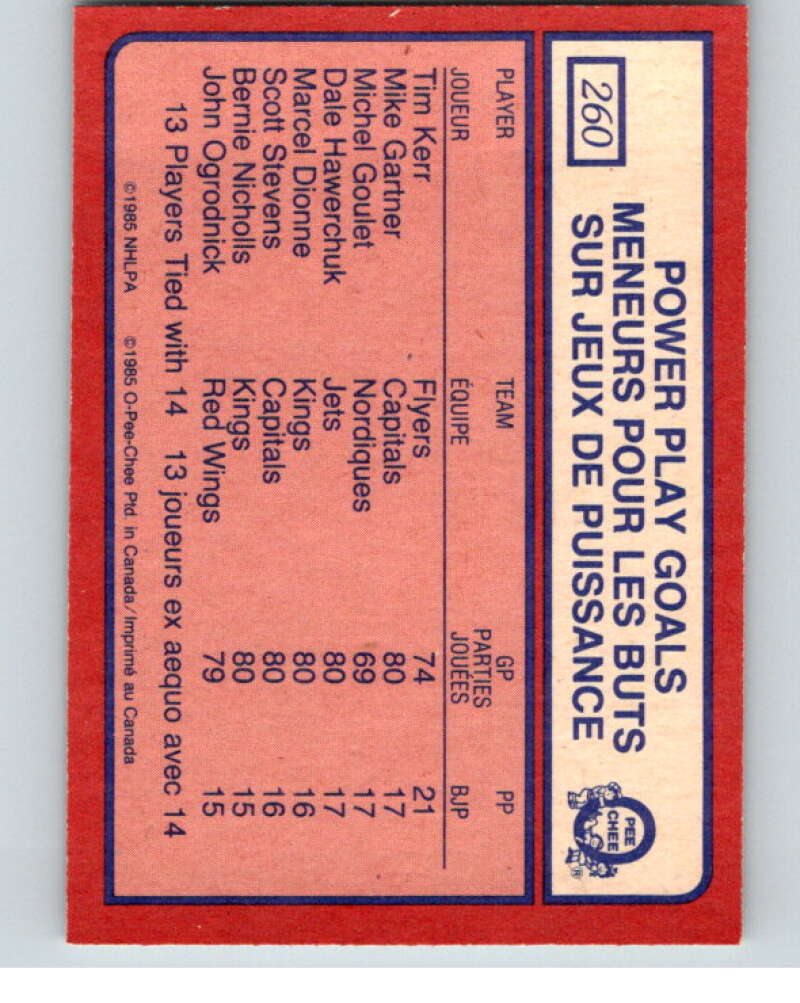 260
POWER PLAY GOALS
MENEURS POUR LES BUTS
SUR JEUX DE PUISSANCE
O
PEE
CHEE
®
PLAYER TEAM GP PP
JOUEUR ÉQUIPE PARTIES JOUÉES BJP
Tim Kerr Flyers 74 21
Mike Gartner Capitals 80 17
Michel Goulet Nordiques 69 17
Dale Hawerchuk Jets 80 17
Marcel Dionne Kings 80 16
Scott Stevens Capitals 80 16
Bernie Nicholls Kings 80 15
John Ogrodnick Red Wings 79 15
13 Players Tied with 14 13 joueurs ex aequo avec 14
©1985 NHLPA ©1985 O-Pee-Chee Ptd. in Canada/Imprimé au Canada